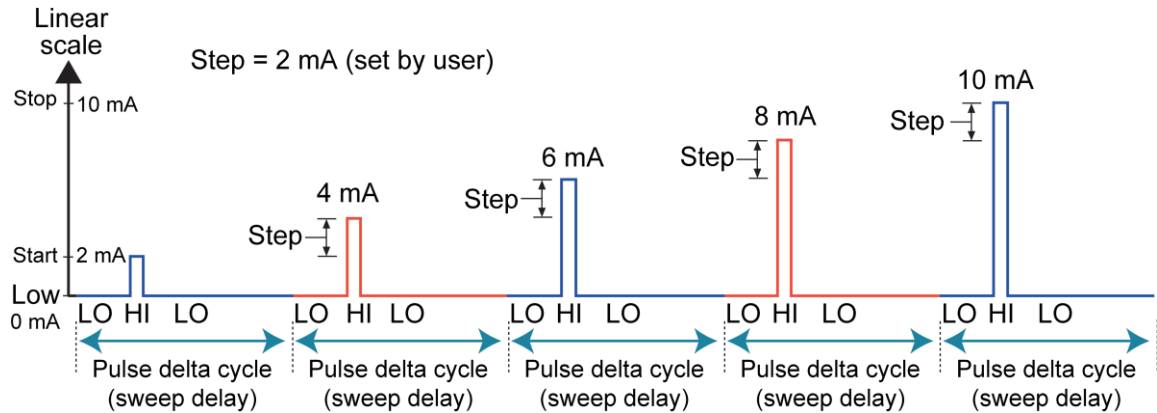 Linear
scale
Step = 2 mA (set by user)
Stop
10 mA
Start
2 mA
Low
0 mA
4 mA
Step
6 mA
Step
8 mA
Step
10 mA
Step
LO HI LO
LO HI LO
LO HI LO
LO HI LO
LO HI LO
Pulse delta cycle
(sweep delay)
Pulse delta cycle
(sweep delay)
Pulse delta cycle
(sweep delay)
Pulse delta cycle
(sweep delay)
Pulse delta cycle
(sweep delay)